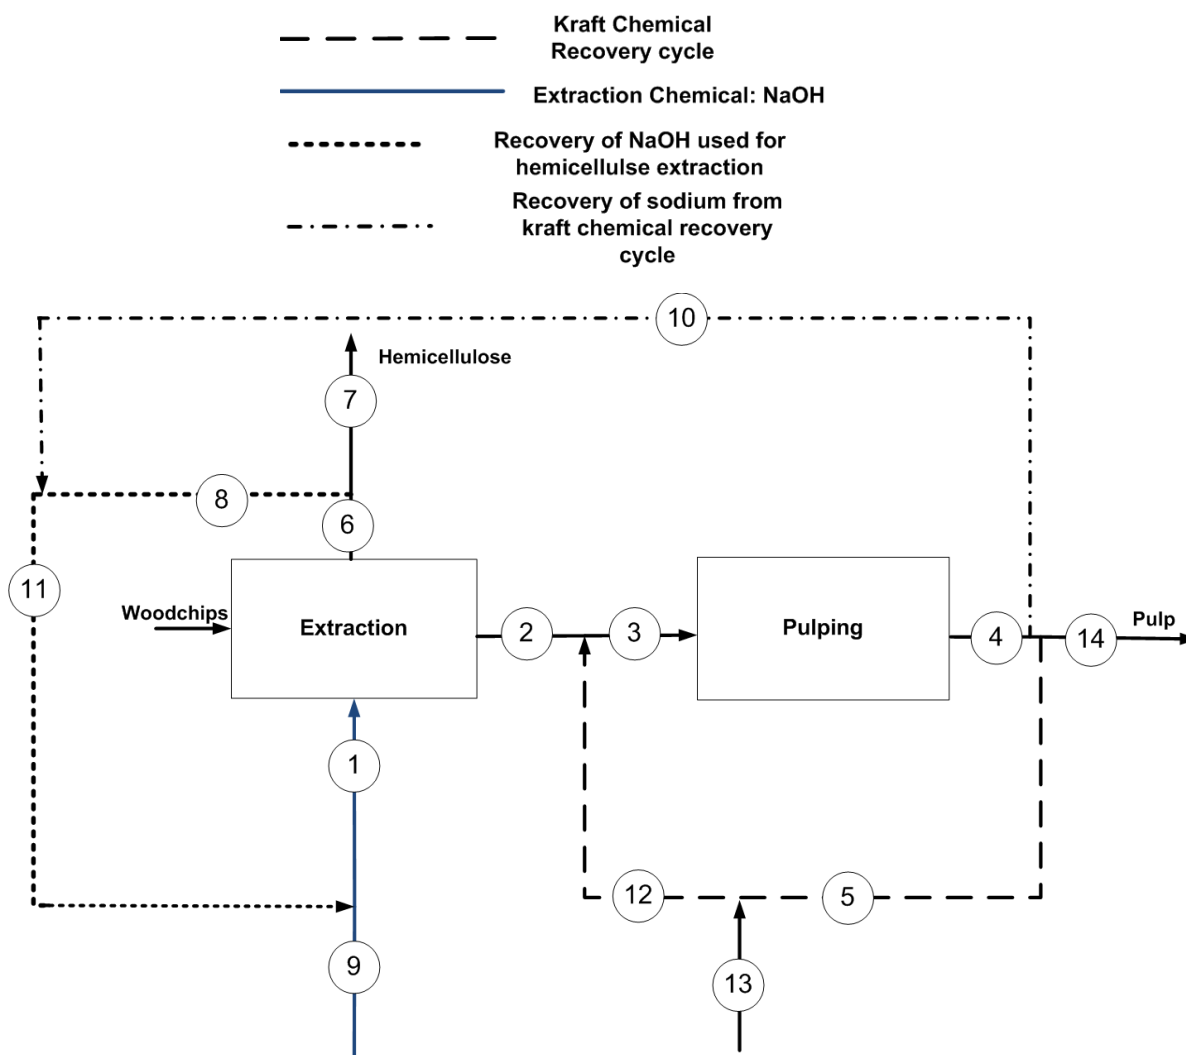 Kraft Chemical
Recovery cycle
Extraction Chemical: NaOH
Recovery of NaOH used for
hemicellulse extraction
Recovery of sodium from
kraft chemical recovery
cycle
10
Hemicellulose
7
8
6
11
Woodchips
Extraction
2
3
Pulping
4
14
Pulp
1
12
5
9
13